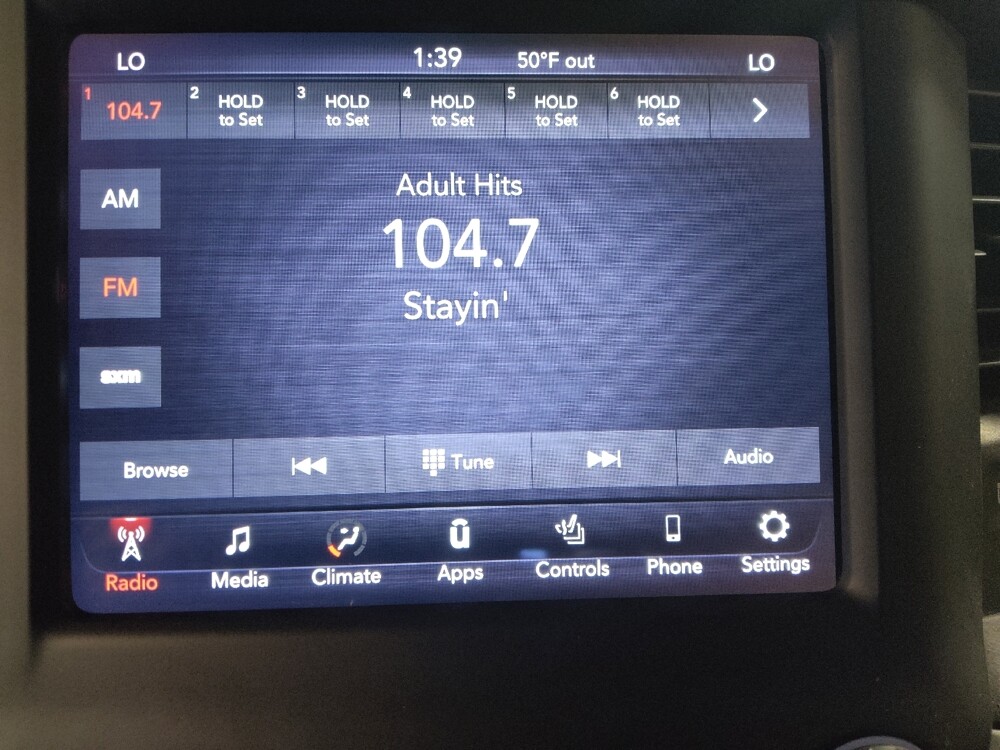 LO 1:39 50°F out LO
1 104.7 2 HOLD to Set 3 HOLD to Set 4 HOLD to Set 5 HOLD to Set 6 HOLD to Set
AM
Adult Hits
104.7
FM
Stayin'
sxm
Browse Tune Audio
Radio Media Climate Apps Controls Phone Settings